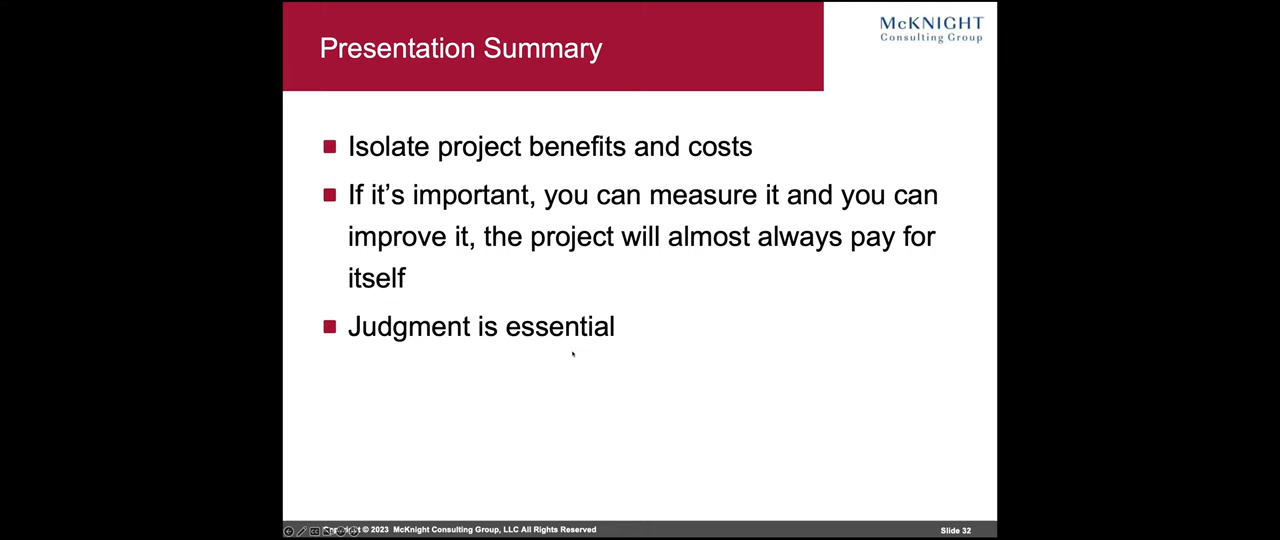 Presentation Summary
McKNIGHT
Consulting Group
Isolate project benefits and costs
If it’s important, you can measure it and you can
improve it, the project will almost always pay for
itself
Judgment is essential
© 2023 McKnight Consulting Group, LLC All Rights Reserved
Slide 32